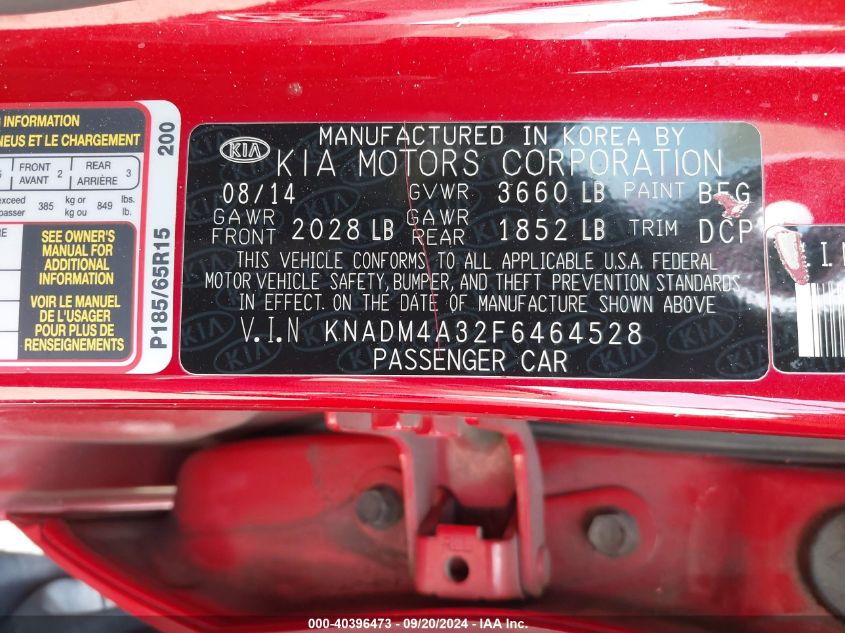 INFORMATION
NEUS ET LE CHARGEMENT
FRONT 2 REAR 3
AVANT ARRIÈRE
exceed 385 kg or 849 lbs.
passer kg ou lb.
SEE OWNER'S
MANUAL FOR
ADDITIONAL
INFORMATION
VOIR LE MANUEL
DE L'USAGER
POUR PLUS DE
RENSEIGNEMENTS
P185/65R15 200
KIA
MANUFACTURED IN KOREA BY
KIA MOTORS CORPORATION
08/14 GVWR 3660 LB PAINT BEG
GAWR FRONT 2028 LB GAWR REAR 1852 LB TRIM DCP
THIS VEHICLE CONFORMS TO ALL APPLICABLE U.S.A. FEDERAL
MOTOR VEHICLE SAFETY, BUMPER, AND THEFT PREVENTION STANDARDS
IN EFFECT ON THE DATE OF MANUFACTURE SHOWN ABOVE
V.I.N KNADM4A32F6464528
PASSENGER CAR
000-40396473 - 09/20/2024 - IAA Inc.